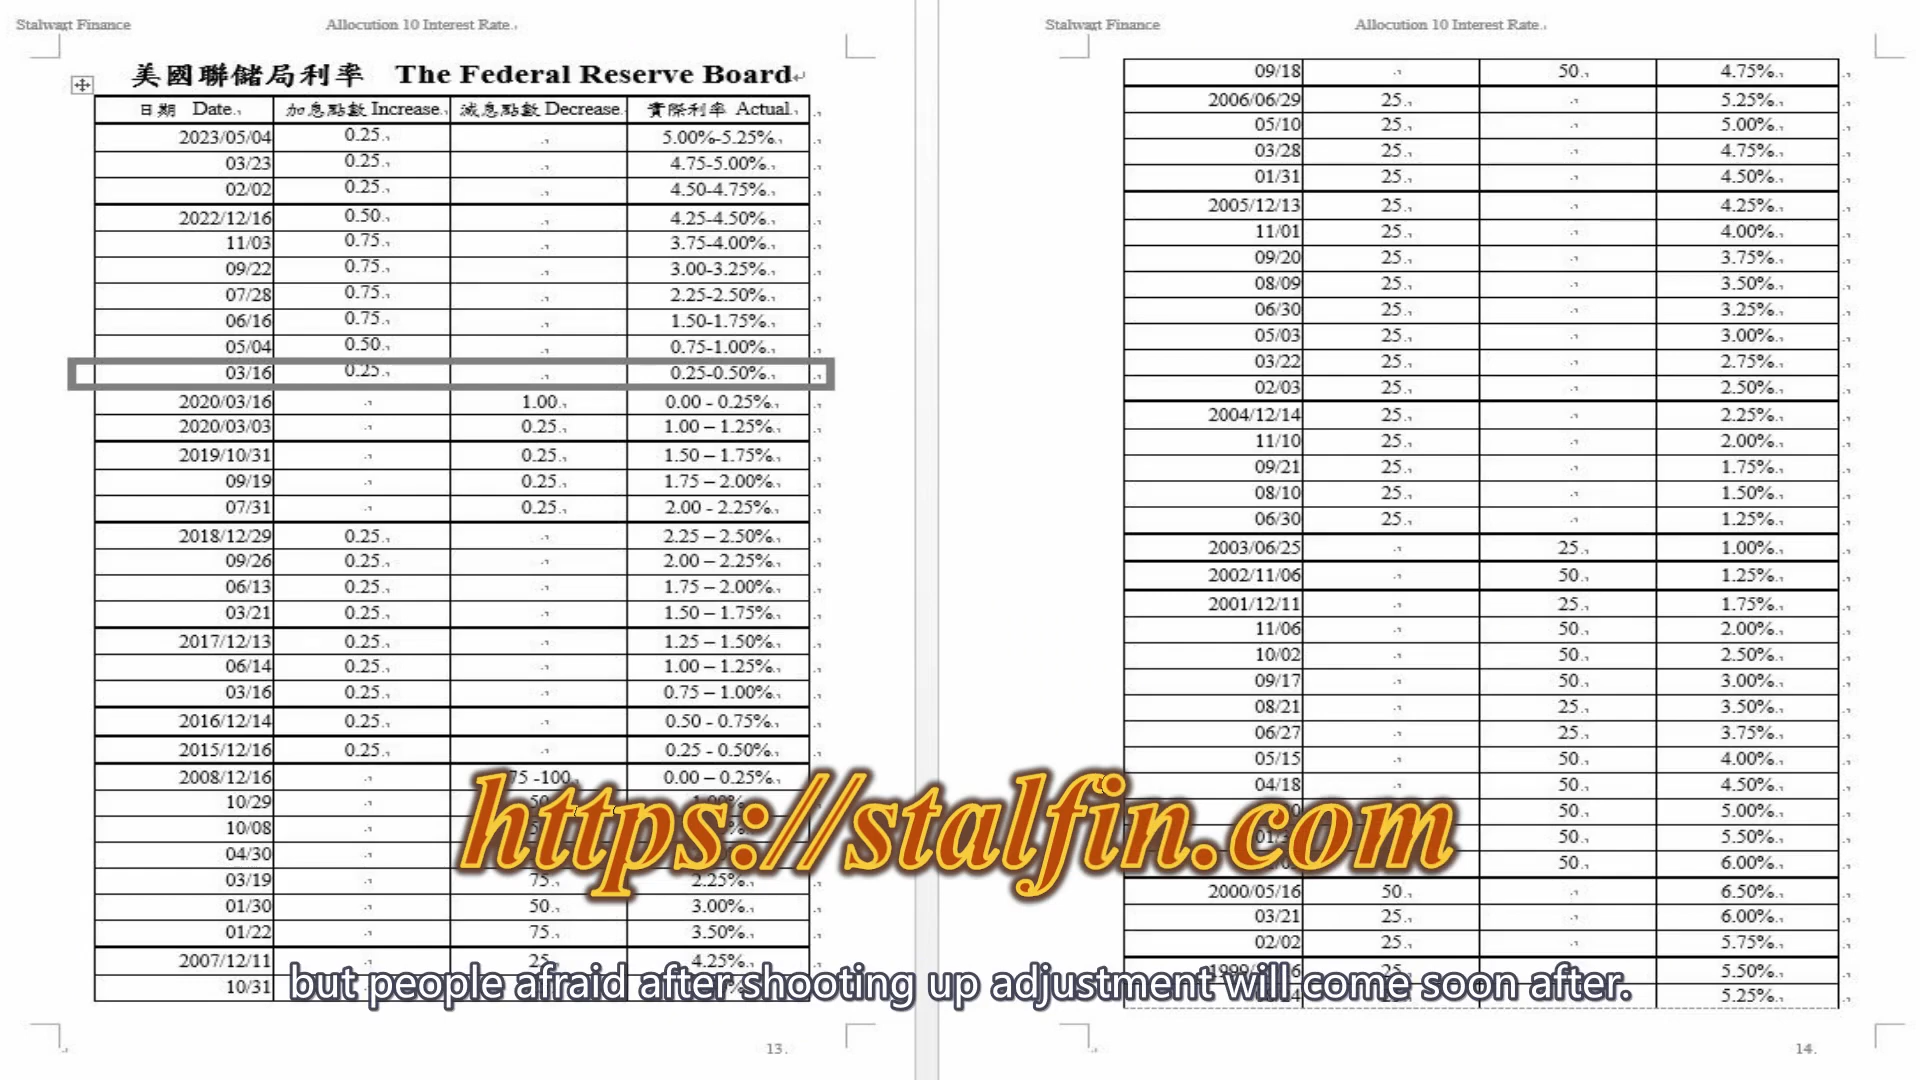 Stalwart Finance Allocution 10 Interest Rate
美國聯儲局利率 The Federal Reserve Board
日期 Date 加息點數 Increase 減息點數 Decrease 實際利率 Actual
2023/05/04 0.25 5.00%-5.25%
03/23 0.25 4.75-5.00%
02/02 0.25 4.50-4.75%
2022/12/16 0.50 4.25-4.50%
11/03 0.75 3.75-4.00%
09/22 0.75 3.00-3.25%
07/28 0.75 2.25-2.50%
06/16 0.75 1.50-1.75%
05/04 0.50 0.75-1.00%
03/16 0.25 0.25-0.50%
2020/03/16 1.00 0.00 - 0.25%
2020/03/03 0.25 1.00 – 1.25%
2019/10/31 0.25 1.50 – 1.75%
09/19 0.25 1.75 – 2.00%
07/31 0.25 2.00 - 2.25%
2018/12/29 0.25 2.25 – 2.50%
09/26 0.25 2.00 – 2.25%
06/13 0.25 1.75 – 2.00%
03/21 0.25 1.50 – 1.75%
2017/12/13 0.25 1.25 – 1.50%
06/14 0.25 1.00 – 1.25%
03/16 0.25 0.75 – 1.00%
2016/12/14 0.25 0.50 - 0.75%
2015/12/16 0.25 0.25 - 0.50%
2008/12/16 75 -100 0.00 – 0.25%
10/29
10/08
04/30
03/19 75 2.25%
01/30 50 3.00%
01/22 75 3.50%
2007/12/11 25 4.25%
10/31
13
Stalwart Finance Allocution 10 Interest Rate
09/18 50 4.75%
2006/06/29 25 5.25%
05/10 25 5.00%
03/28 25 4.75%
01/31 25 4.50%
2005/12/13 25 4.25%
11/01 25 4.00%
09/20 25 3.75%
08/09 25 3.50%
06/30 25 3.25%
05/03 25 3.00%
03/22 25 2.75%
02/03 25 2.50%
2004/12/14 25 2.25%
11/10 25 2.00%
09/21 25 1.75%
08/10 25 1.50%
06/30 25 1.25%
2003/06/25 25 1.00%
2002/11/06 50 1.25%
2001/12/11 25 1.75%
11/06 50 2.00%
10/02 50 2.50%
09/17 50 3.00%
08/21 25 3.50%
06/27 25 3.75%
05/15 50 4.00%
04/18 50 4.50%
50 5.00%
50 5.50%
50 6.00%
2000/05/16 50 6.50%
03/21 25 6.00%
02/02 25 5.75%
25 5.50%
5.25%
14
https://stalfin.com
but people afraid after shooting up adjustment will come soon after.